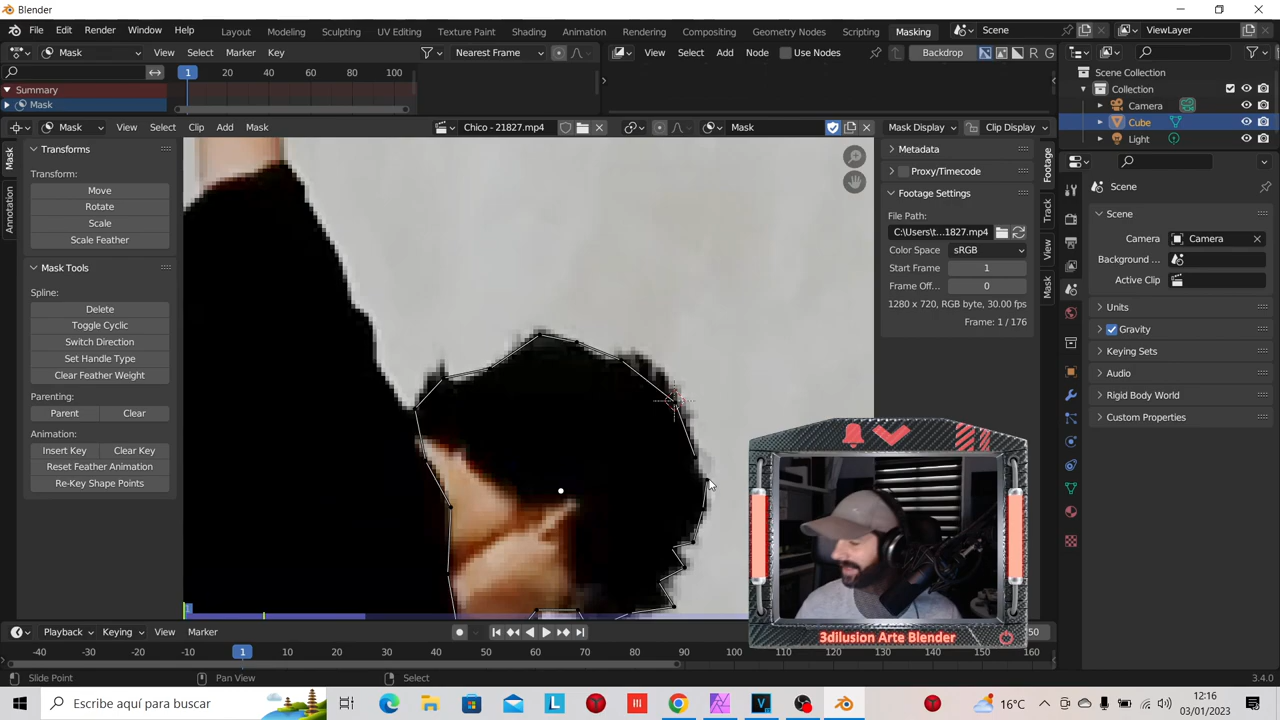 Blender
File Edit Render Window Help Layout Modeling Sculpting UV Editing Texture Paint Shading Animation Rendering Compositing Geometry Nodes Scripting Masking Scene ViewLayer
Mask View Select Marker Key Nearest Frame View Select Add Node Use Nodes Backdrop R G
1 20 40 60 80 100
Scene Collection
Summary
Collection
Mask
Camera
Cube
Light
Mask View Select Clip Add Mask Chico - 21827.mp4 Mask Mask Display Clip Display
Transforms
Transform:
Move
Rotate
Scale
Scale Feather
Mask Tools
Spline:
Delete
Toggle Cyclic
Switch Direction
Set Handle Type
Clear Feather Weight
Parenting:
Parent Clear
Animation:
Insert Key Clear Key
Reset Feather Animation
Re-Key Shape Points
Mask
Annotation
Metadata
Proxy/Timecode
Footage Settings
File Path:
C:\Users\t...1827.mp4
Color Space sRGB
Start Frame 1
Frame Off... 0
1280 x 720, RGB byte, 30.00 fps
Frame: 1 / 176
Footage
Track
View
Mask
Scene
Scene
Camera Camera
Background ...
Active Clip
Units
Gravity
Keying Sets
Audio
Rigid Body World
Custom Properties
1
3dilusion Arte Blender
Playback Keying View Marker 50
-40 -30 -20 -10 1 10 20 30 40 50 60 70 80 90 100 110 120 130 140 150 160
Slide Point Pan View Select 3.4.0
Escribe aquí para buscar 16°C 12:16
03/01/2023